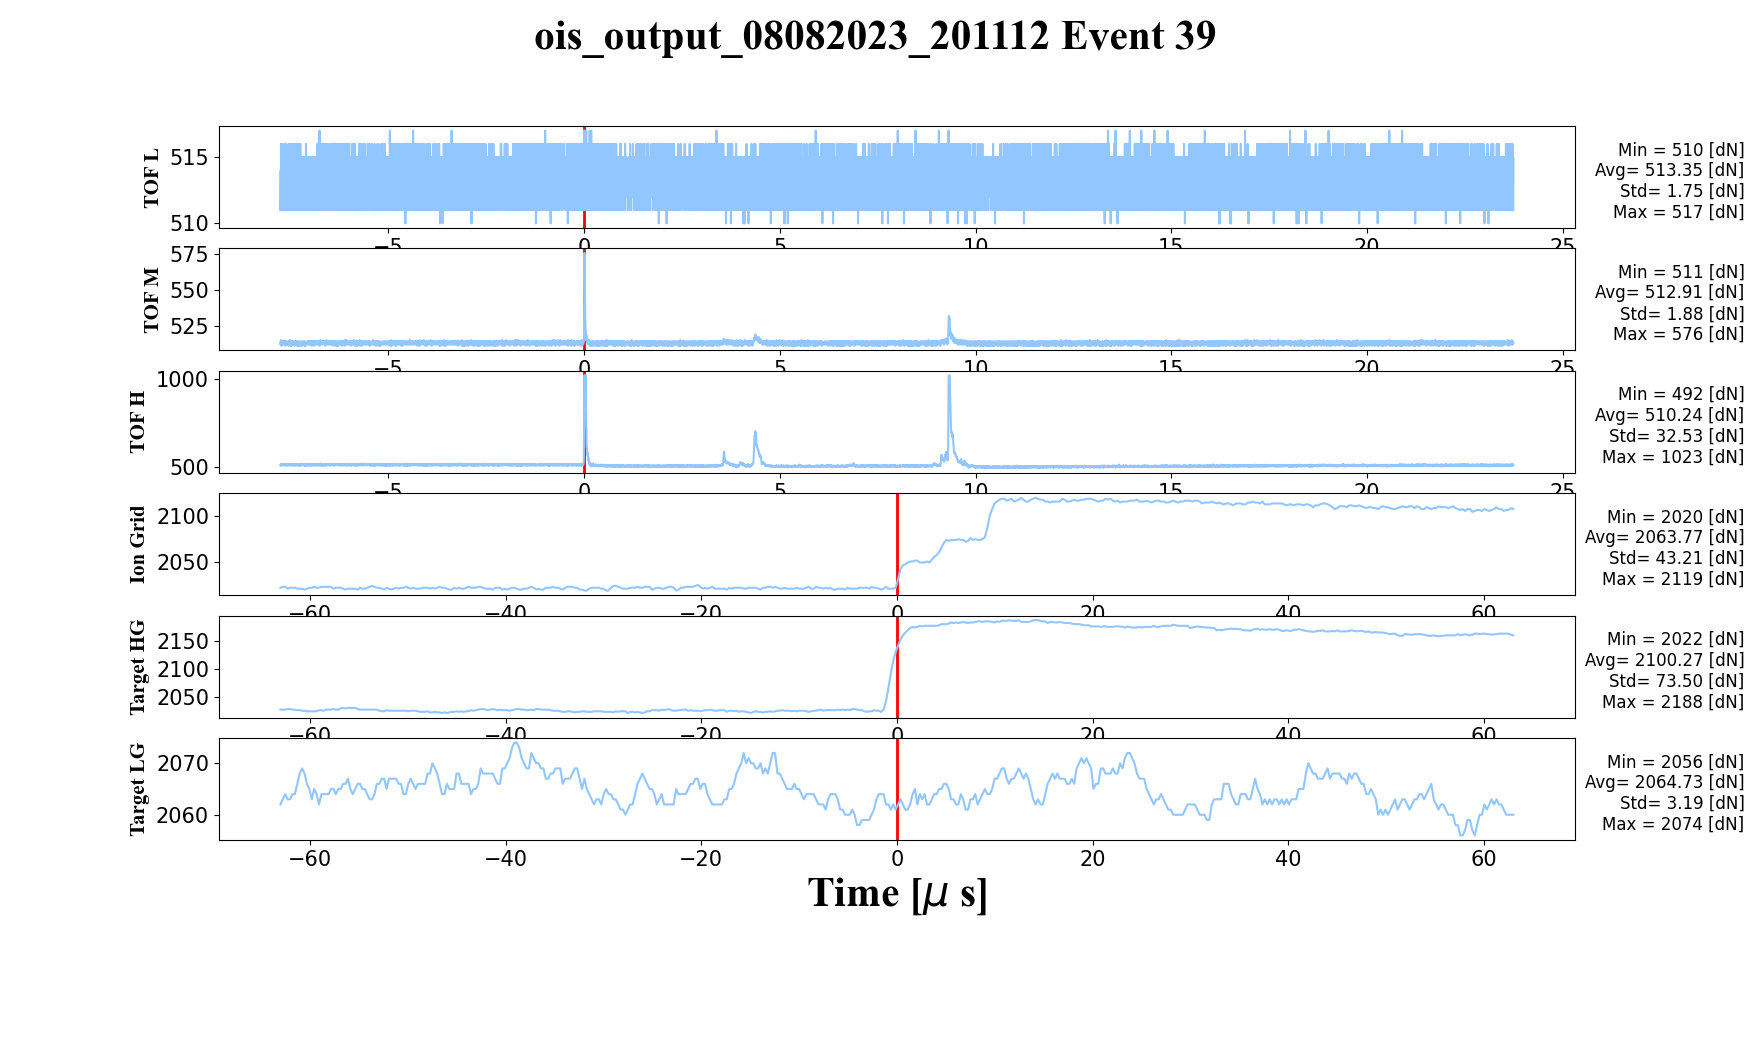 ois_output_08082023_201112 Event 39
TOF L
515
510
−5 0 5 10 15 20 25
Min = 510 [dN]
Avg= 513.35 [dN]
Std= 1.75 [dN]
Max = 517 [dN]
TOF M
575
550
525
−5 0 5 10 15 20 25
Min = 511 [dN]
Avg= 512.91 [dN]
Std= 1.88 [dN]
Max = 576 [dN]
TOF H
1000
500
−5 0 5 10 15 20 25
Min = 492 [dN]
Avg= 510.24 [dN]
Std= 32.53 [dN]
Max = 1023 [dN]
Ion Grid
2100
2050
−60 −40 −20 0 20 40 60
Min = 2020 [dN]
Avg= 2063.77 [dN]
Std= 43.21 [dN]
Max = 2119 [dN]
Target HG
2150
2100
2050
−60 −40 −20 0 20 40 60
Min = 2022 [dN]
Avg= 2100.27 [dN]
Std= 73.50 [dN]
Max = 2188 [dN]
Target LG
2070
2060
−60 −40 −20 0 20 40 60
Min = 2056 [dN]
Avg= 2064.73 [dN]
Std= 3.19 [dN]
Max = 2074 [dN]
Time [μ s]